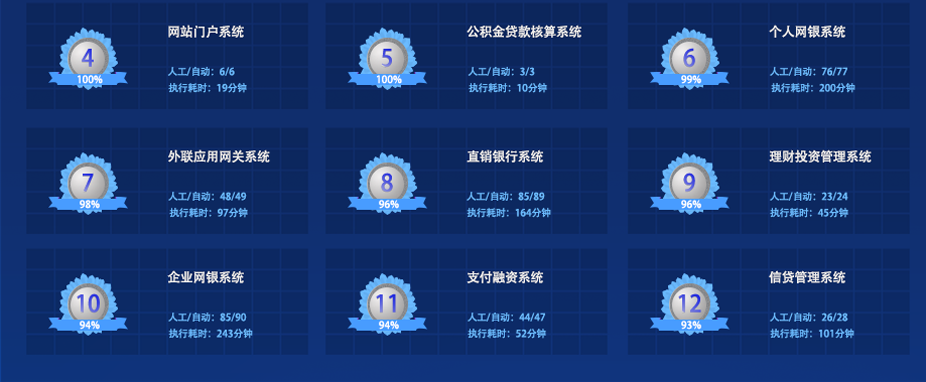 网站门户系统
4
100%
人工/自动：6/6
执行耗时：19分钟
公积金贷款核算系统
5
100%
人工/自动：3/3
执行耗时：10分钟
个人网银系统
6
99%
人工/自动：76/77
执行耗时：200分钟
外联应用网关系统
7
98%
人工/自动：48/49
执行耗时：97分钟
直销银行系统
8
96%
人工/自动：85/89
执行耗时：164分钟
理财投资管理系统
9
96%
人工/自动：23/24
执行耗时：45分钟
企业网银系统
10
94%
人工/自动：85/90
执行耗时：243分钟
支付融资系统
11
94%
人工/自动：44/47
执行耗时：52分钟
信贷管理系统
12
93%
人工/自动：26/28
执行耗时：101分钟